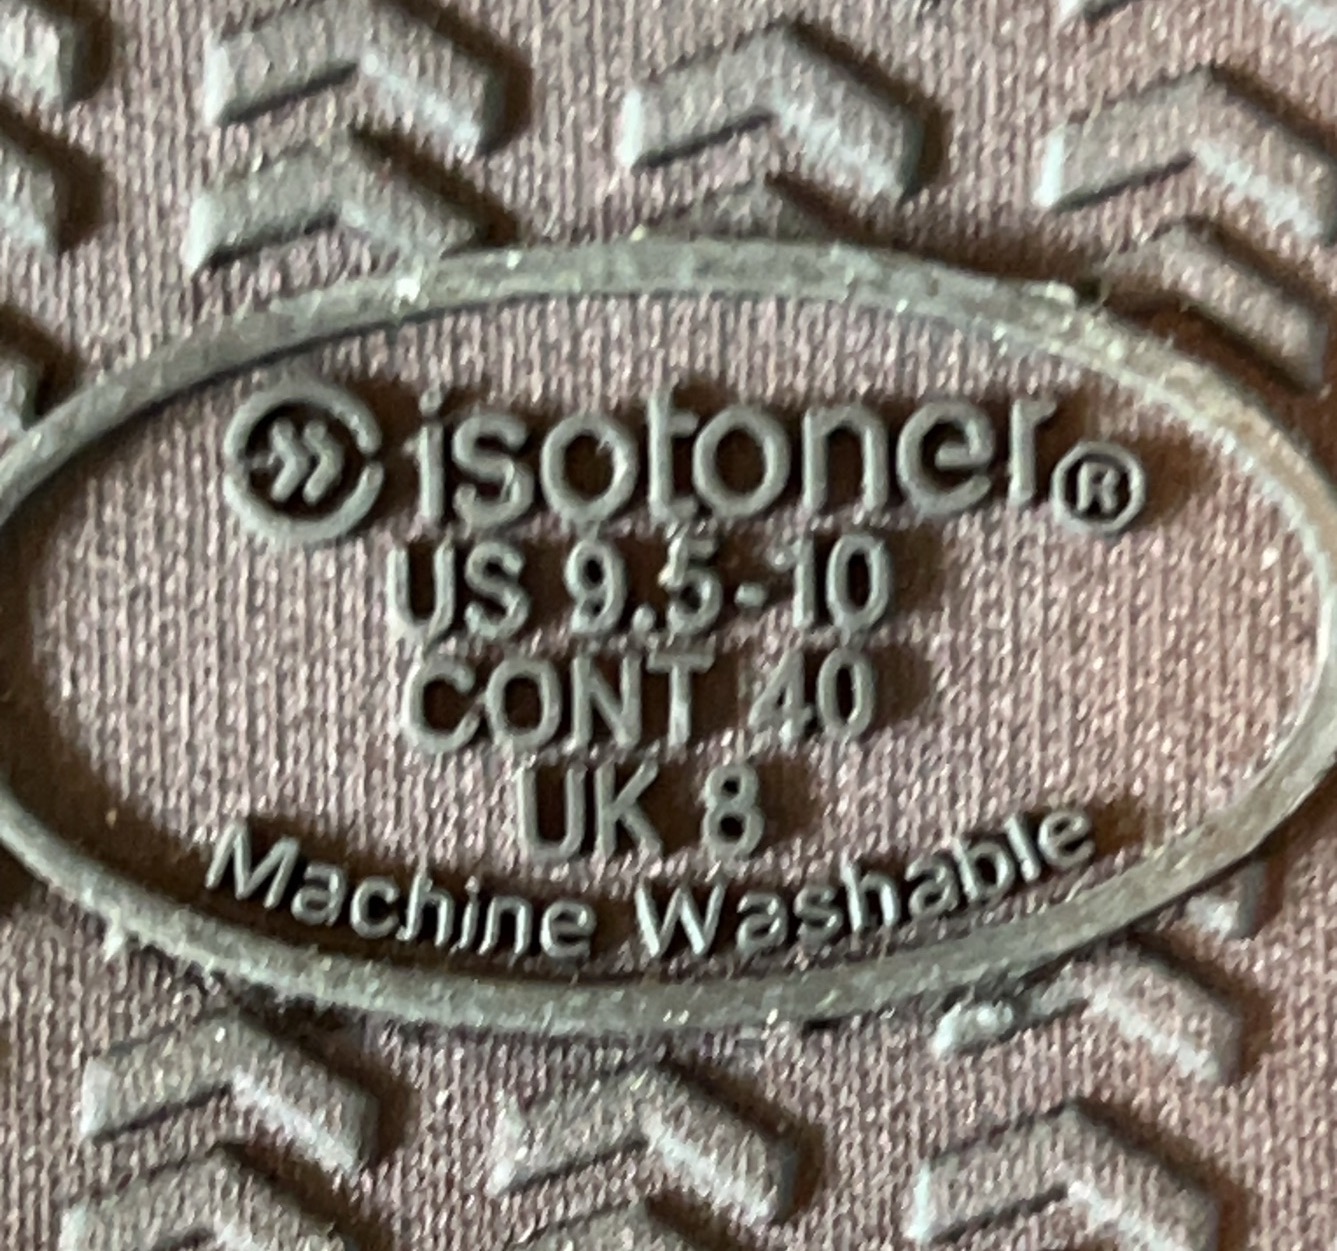 isotoner®
US 9.5-10
CONT 40
UK 8
Machine Washable